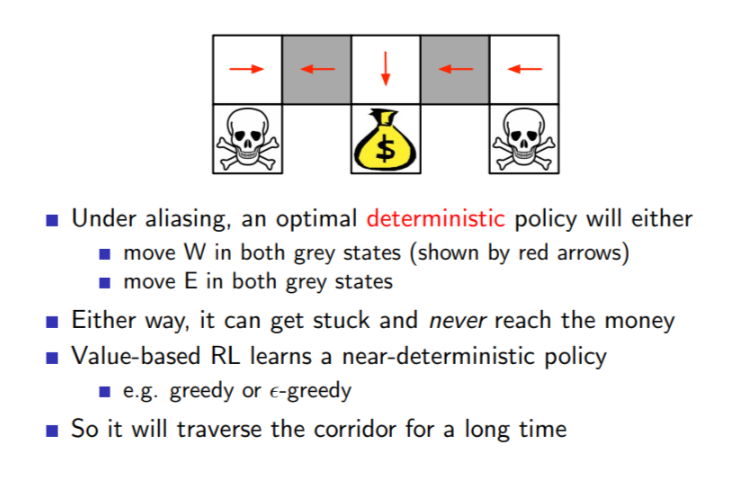 $
Under aliasing, an optimal deterministic policy will either
move W in both grey states (shown by red arrows)
move E in both grey states
Either way, it can get stuck and never reach the money
Value-based RL learns a near-deterministic policy
e.g. greedy or ϵ-greedy
So it will traverse the corridor for a long time